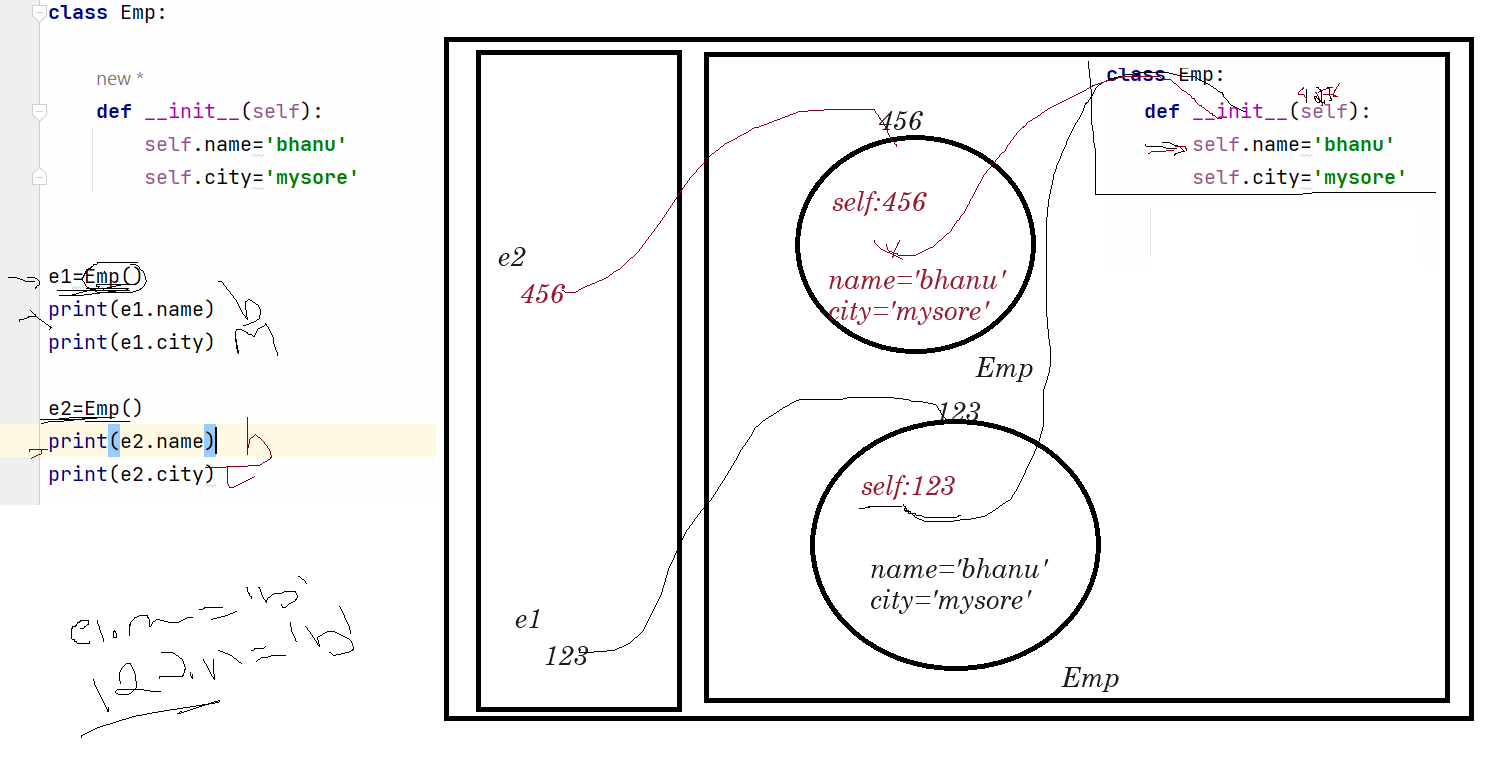 class Emp:
new *
def __init__(self):
self.name='bhanu'
self.city='mysore'
e1=Emp()
print(e1.name) b
print(e1.city) M
e2=Emp()
print(e2.name) b
print(e2.city)
e1.n='b'
123.n='b'
e2
456
e1
123
456
self:456
name='bhanu'
city='mysore'
Emp
123
self:123
name='bhanu'
city='mysore'
Emp
class Emp:
def __init__(self):
self.name='bhanu'
self.city='mysore'